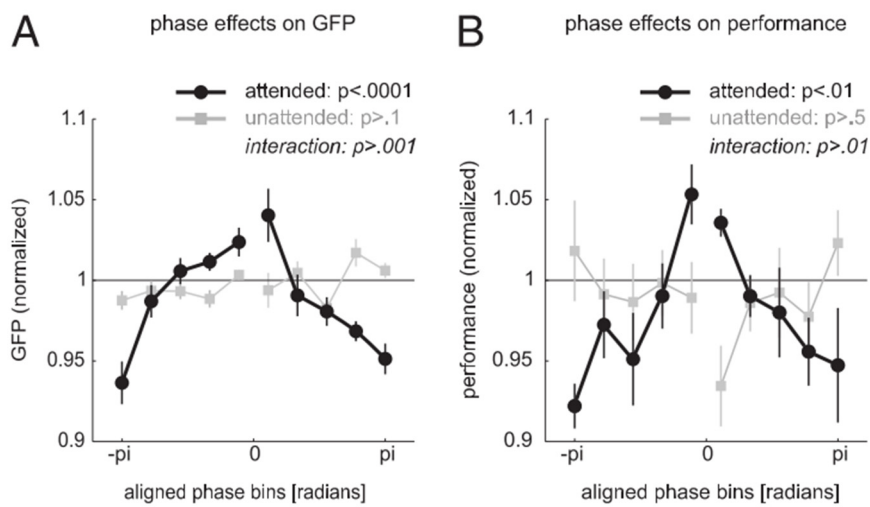 A
phase effects on GFP
attended: p<.0001
unattended: p>.1
interaction: p>.001
1.1
1.05
1
0.95
0.9
GFP (normalized)
-pi
0
pi
aligned phase bins [radians]
B
phase effects on performance
attended: p<.01
unattended: p>.5
interaction: p>.01
1.1
1.05
1
0.95
0.9
performance (normalized)
-pi
0
pi
aligned phase bins [radians]